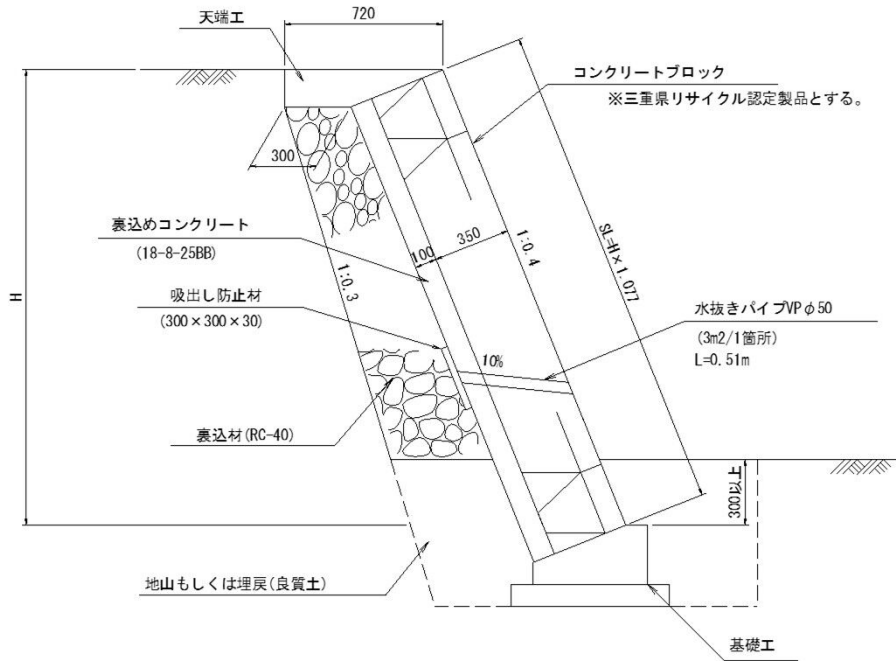 720
天端工
コンクリートブロック
※三重県リサイクル認定製品とする。
300
裏込めコンクリート
(18-8-25BB)
100
350
1:0.4
SL=H×1.077
H
1:0.3
吸出し防止材
(300×300×30)
水抜きパイプVPφ50
(3m2/1箇所)
L=0.51m
10%
裏込材(RC-40)
300以上
地山もしくは埋戻(良質土)
基礎工